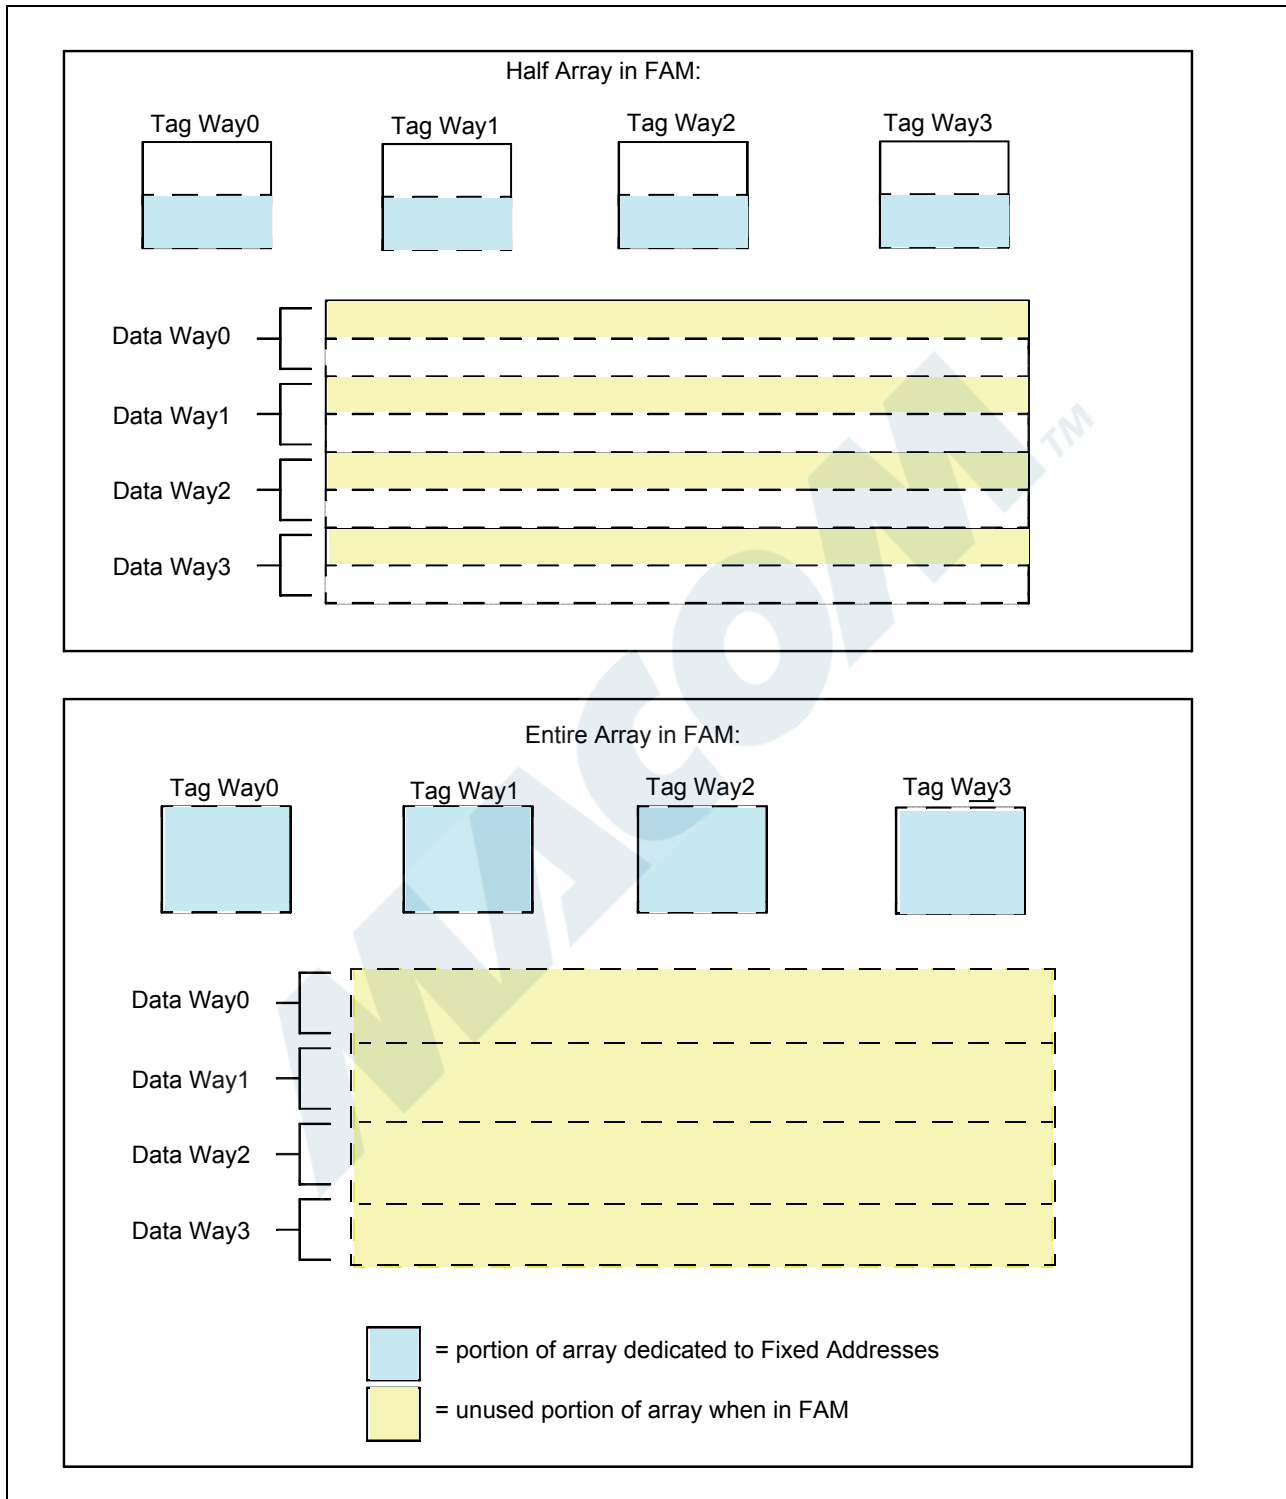 Half Array in FAM:
Tag Way0
Tag Way1
Tag Way2
Tag Way3
Data Way0
Data Way1
Data Way2
Data Way3
MACOM™
Entire Array in FAM:
Tag Way0
Tag Way1
Tag Way2
Tag Way3
Data Way0
Data Way1
Data Way2
Data Way3
= portion of array dedicated to Fixed Addresses
= unused portion of array when in FAM